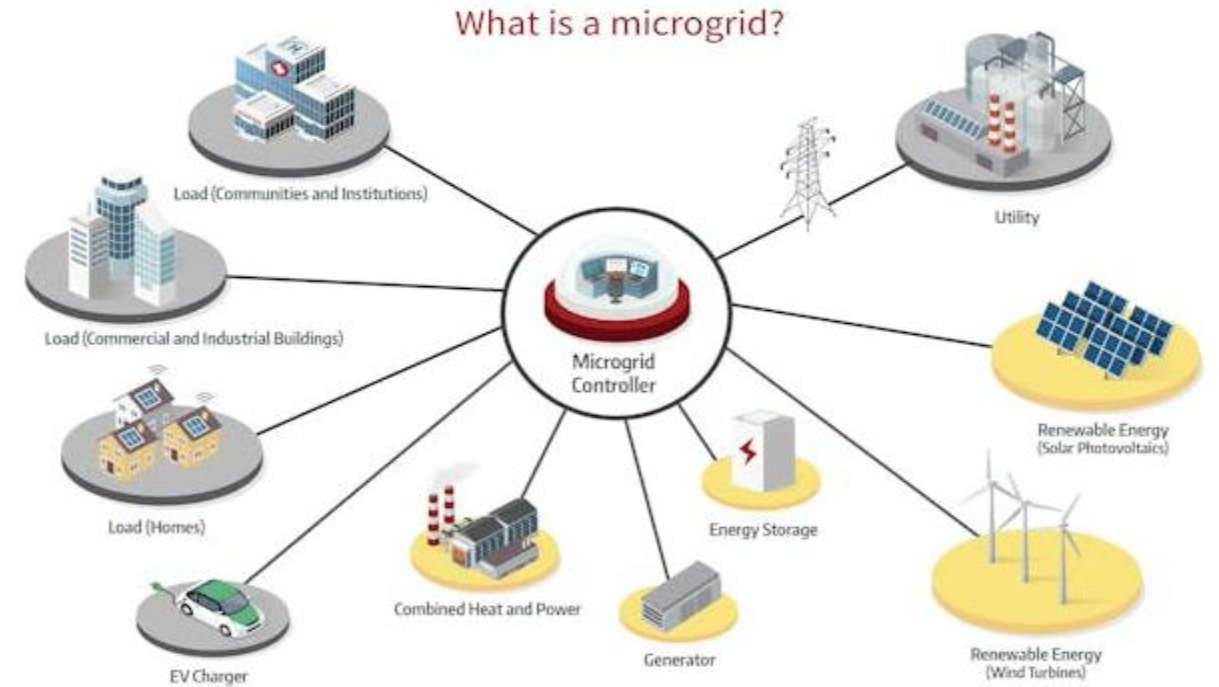 What is a microgrid?
Load (Communities and Institutions)
Utility
Load (Commercial and Industrial Buildings)
Microgrid
Controller
Renewable Energy
(Solar Photovoltaics)
Load (Homes)
Energy Storage
Combined Heat and Power
Generator
Renewable Energy
(Wind Turbines)
EV Charger